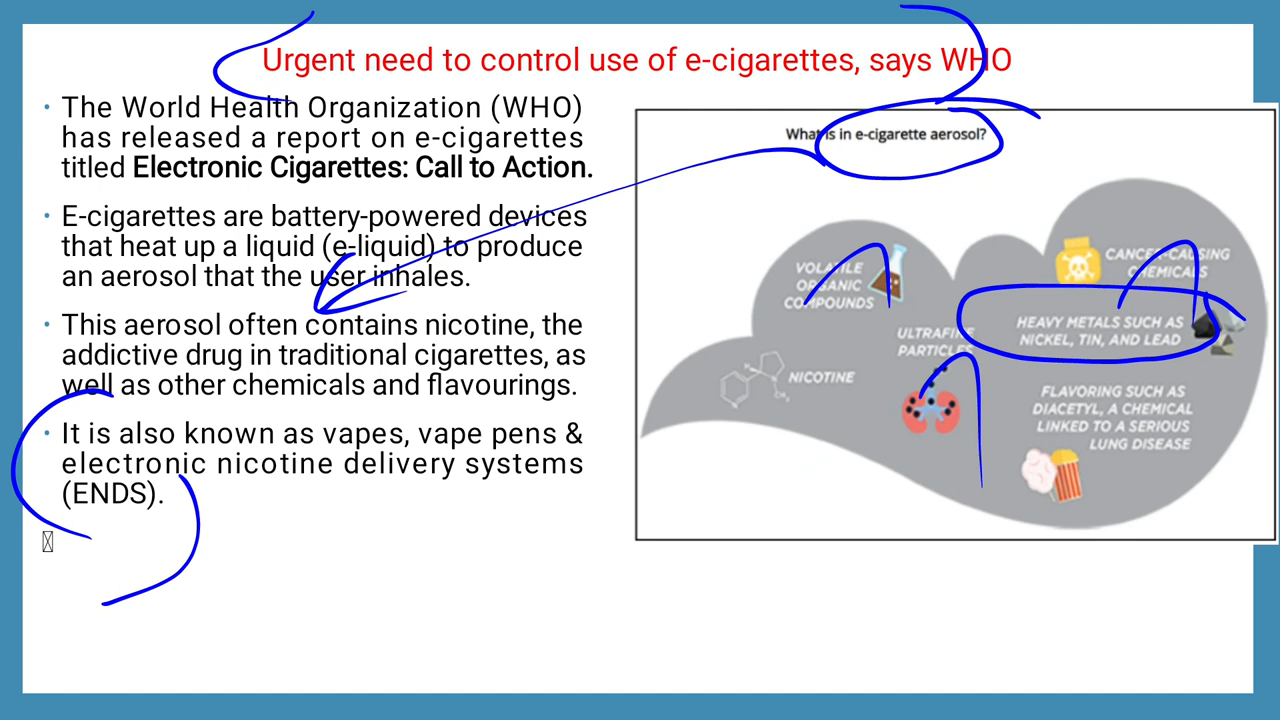 Urgent need to control use of e-cigarettes, says WHO
• The World Health Organization (WHO)
has released a report on e-cigarettes
titled Electronic Cigarettes: Call to Action.
• E-cigarettes are battery-powered devices
that heat up a liquid (e-liquid) to produce
an aerosol that the user inhales.
• This aerosol often contains nicotine, the
addictive drug in traditional cigarettes, as
well as other chemicals and flavourings.
• It is also known as vapes, vape pens &
electronic nicotine delivery systems
(ENDS).
What is in e-cigarette aerosol?
VOLATILE
ORGANIC
COMPOUNDS
CANCER-CAUSING
CHEMICALS
ULTRAFINE
PARTICLES
HEAVY METALS SUCH AS
NICKEL, TIN, AND LEAD
NICOTINE
FLAVORING SUCH AS
DIACETYL, A CHEMICAL
LINKED TO A SERIOUS
LUNG DISEASE